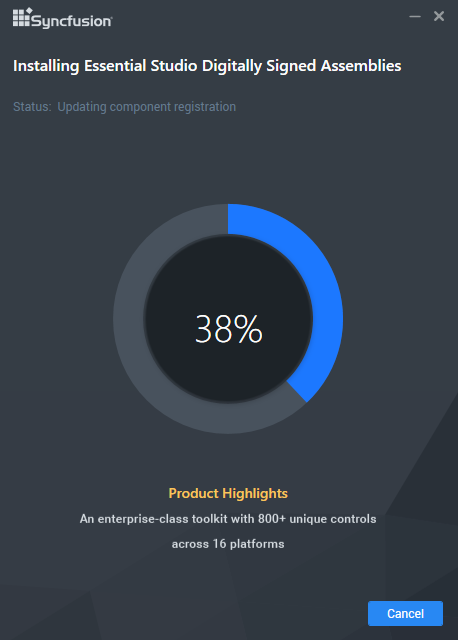 Syncfusion
Installing Essential Studio Digitally Signed Assemblies
Status: Updating component registration
38%
Product Highlights
An enterprise-class toolkit with 800+ unique controls
across 16 platforms
Cancel